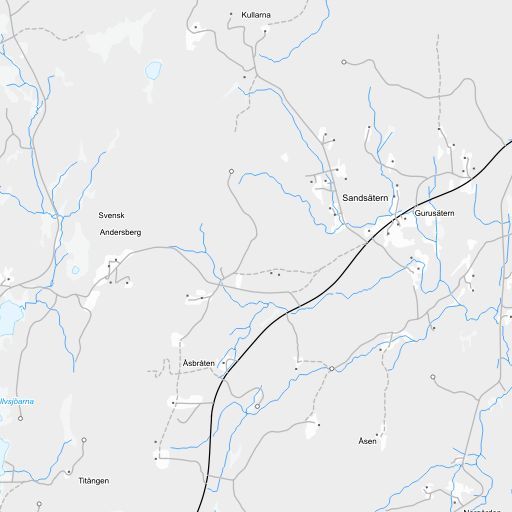 Kullarna
Sandsätern
Gurusätern
Svensk
Andersberg
Åsbråten
Åsen
Titången